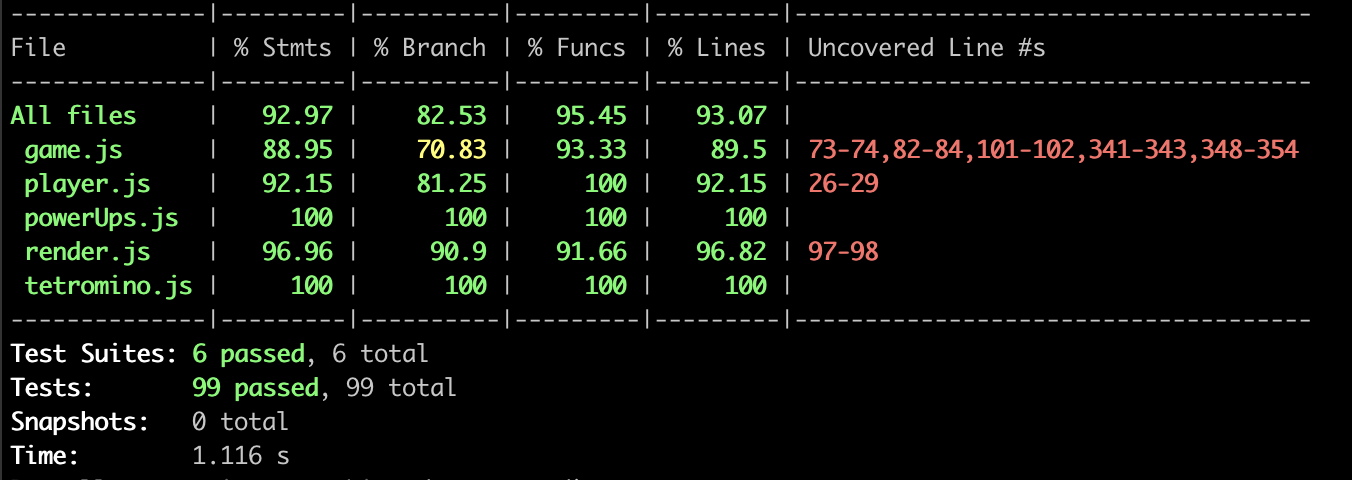 --------------|---------|----------|---------|---------|-------------------------------------
File          | % Stmts | % Branch | % Funcs | % Lines | Uncovered Line #s
--------------|---------|----------|---------|---------|-------------------------------------
All files     |   92.97 |    82.53 |   95.45 |   93.07 |
 game.js      |   88.95 |    70.83 |   93.33 |    89.5 | 73-74,82-84,101-102,341-343,348-354
 player.js    |   92.15 |    81.25 |     100 |   92.15 | 26-29
 powerUps.js  |     100 |      100 |     100 |     100 |
 render.js    |   96.96 |     90.9 |   91.66 |   96.82 | 97-98
 tetromino.js |     100 |      100 |     100 |     100 |
--------------|---------|----------|---------|---------|-------------------------------------
Test Suites: 6 passed, 6 total
Tests:       99 passed, 99 total
Snapshots:   0 total
Time:        1.116 s